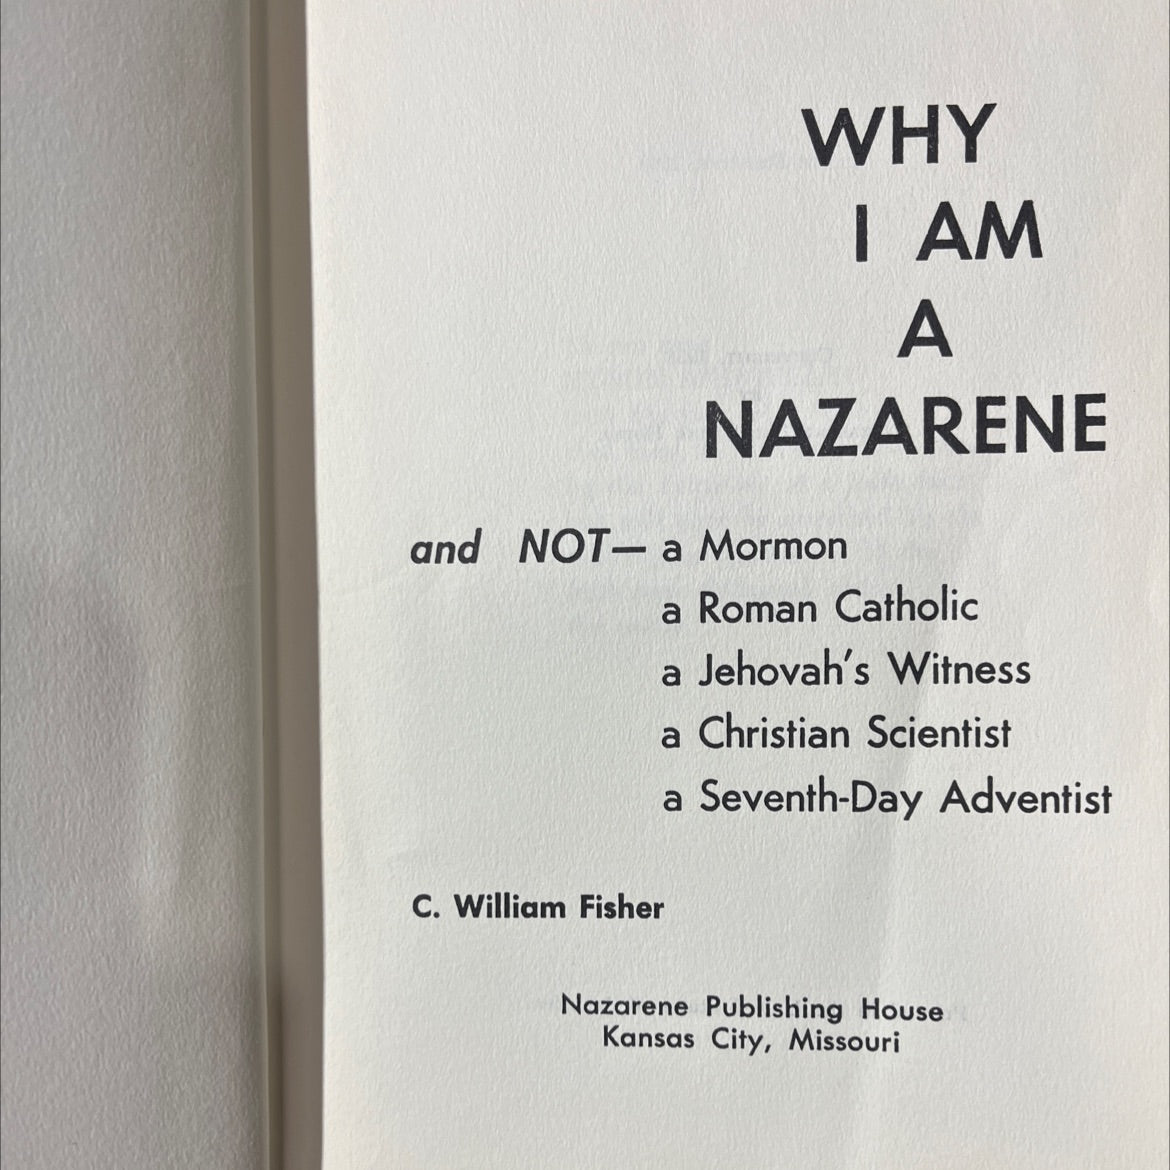 WHY
I AM
A
NAZARENE
and NOT— a Mormon
a Roman Catholic
a Jehovah's Witness
a Christian Scientist
a Seventh-Day Adventist
C. William Fisher
Nazarene Publishing House
Kansas City, Missouri